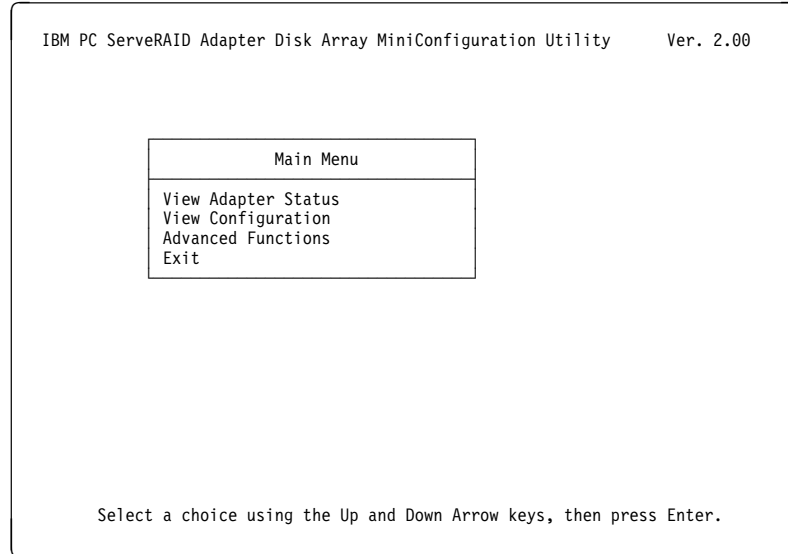 IBM PC ServeRAID Adapter Disk Array MiniConfiguration Utility Ver. 2.00
Main Menu
View Adapter Status
View Configuration
Advanced Functions
Exit
Select a choice using the Up and Down Arrow keys, then press Enter.